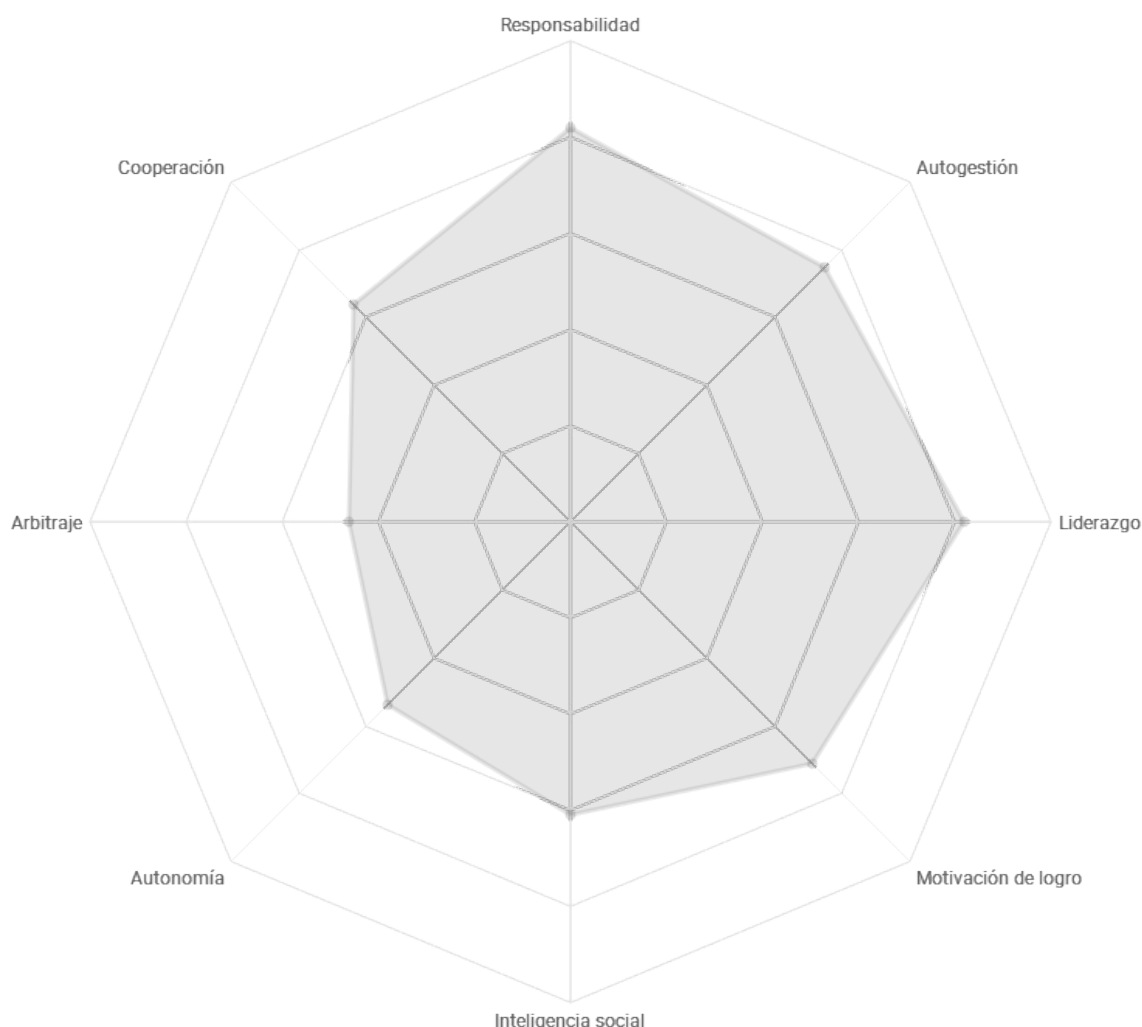 Responsabilidad
Cooperación
Autogestión
Arbitraje
Liderazgo
Autonomía
Motivación de logro
Inteligencia social